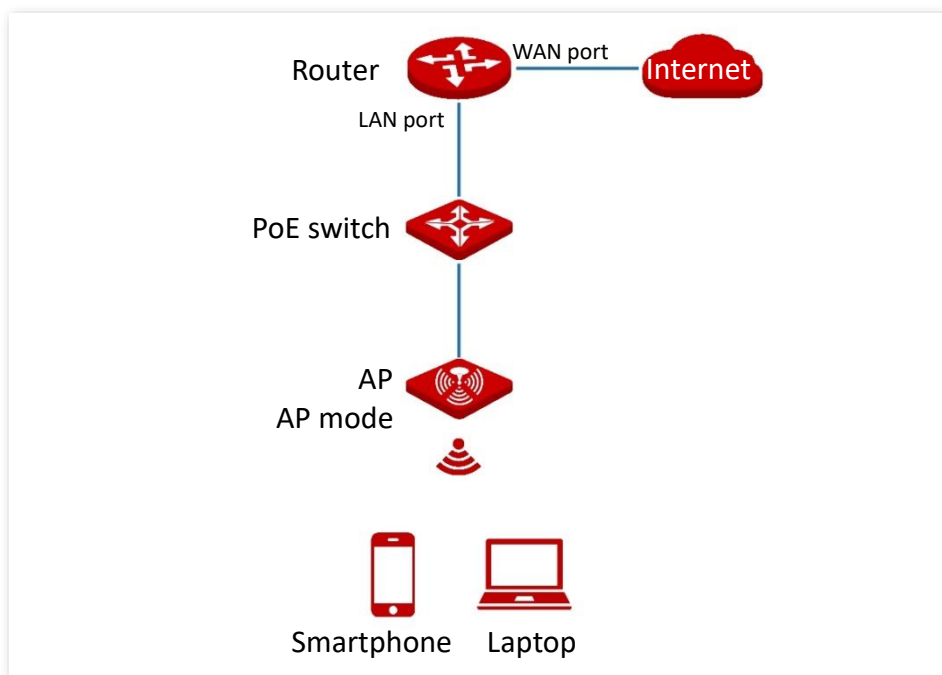 WAN port
Router
Internet
LAN port
PoE switch
AP
AP mode
Smartphone
Laptop